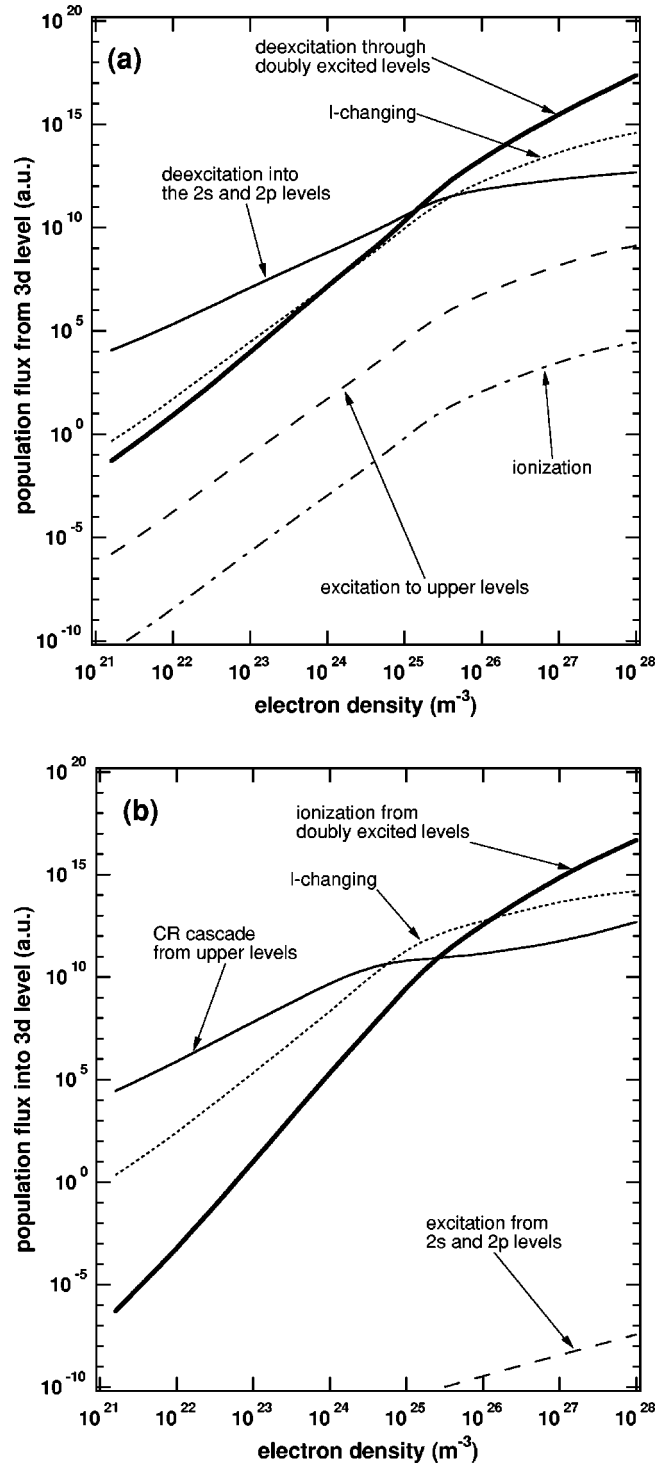 (a)
population flux from 3d level (a.u.)
10^20
10^15
10^10
10^5
10^0
10^-5
10^-10
deexcitation through
doubly excited levels
l-changing
deexcitation into
the 2s and 2p levels
ionization
excitation to upper levels
10^21 10^22 10^23 10^24 10^25 10^26 10^27 10^28
electron density (m^-3)
(b)
population flux into 3d level (a.u.)
10^20
10^15
10^10
10^5
10^0
10^-5
10^-10
ionization from
doubly excited levels
l-changing
CR cascade
from upper levels
excitation from
2s and 2p levels
10^21 10^22 10^23 10^24 10^25 10^26 10^27 10^28
electron density (m^-3)